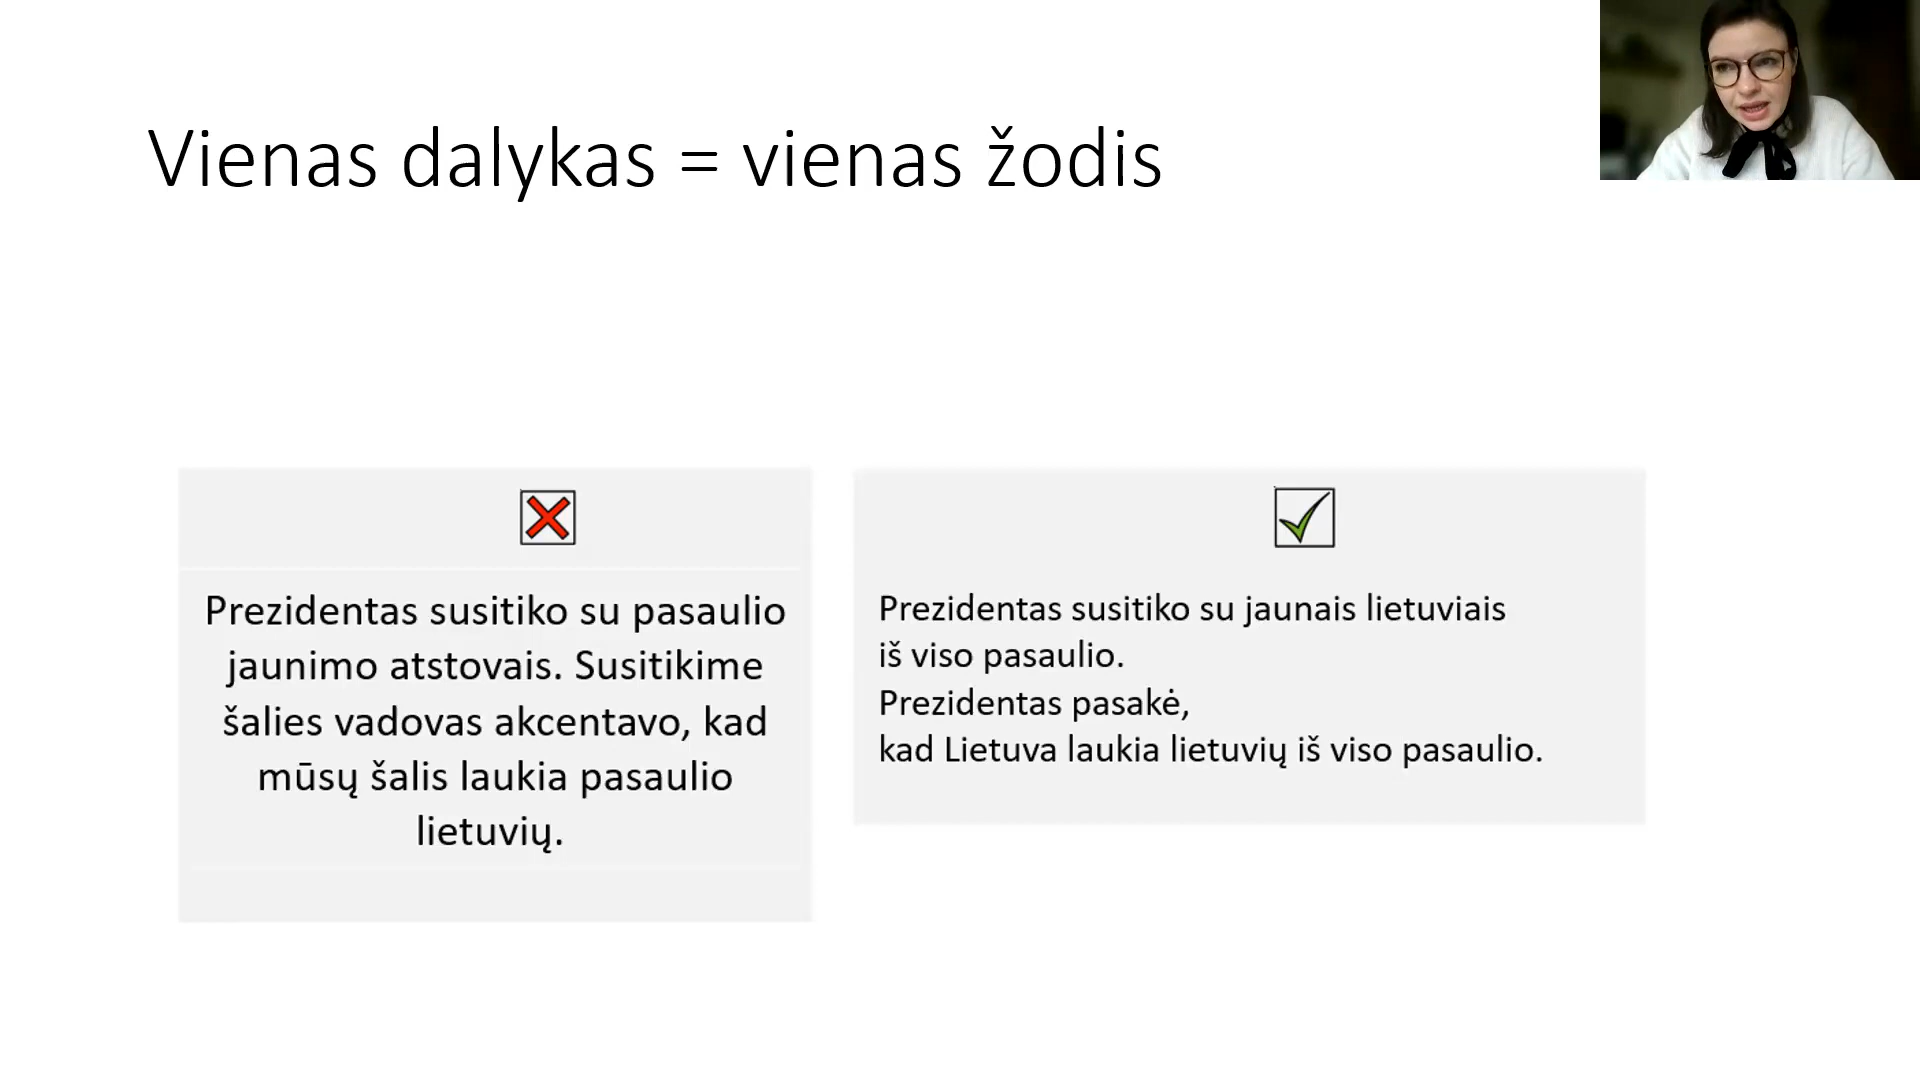 Vienas dalykas = vienas žodis
Prezidentas susitiko su pasaulio
jaunimo atstovais. Susitikime
šalies vadovas akcentavo, kad
mūsų šalis laukia pasaulio
lietuvių.
Prezidentas susitiko su jaunais lietuviais
iš viso pasaulio.
Prezidentas pasakė,
kad Lietuva laukia lietuvių iš viso pasaulio.